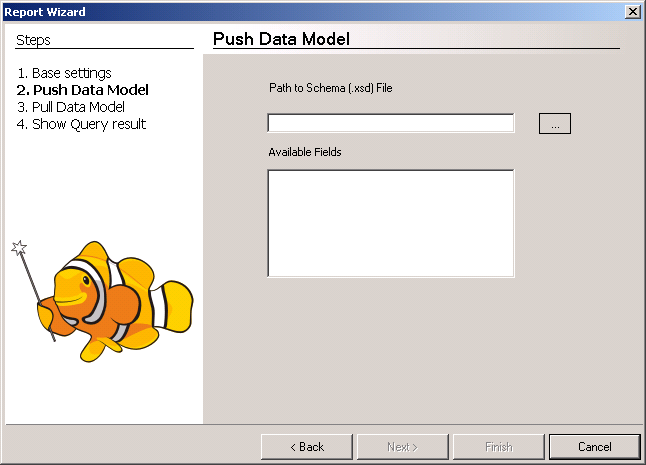 Report Wizard
Steps
1. Base settings
2. Push Data Model
3. Pull Data Model
4. Show Query result
Push Data Model
Path to Schema (.xsd) File
...
Available Fields
< Back
Next >
Finish
Cancel